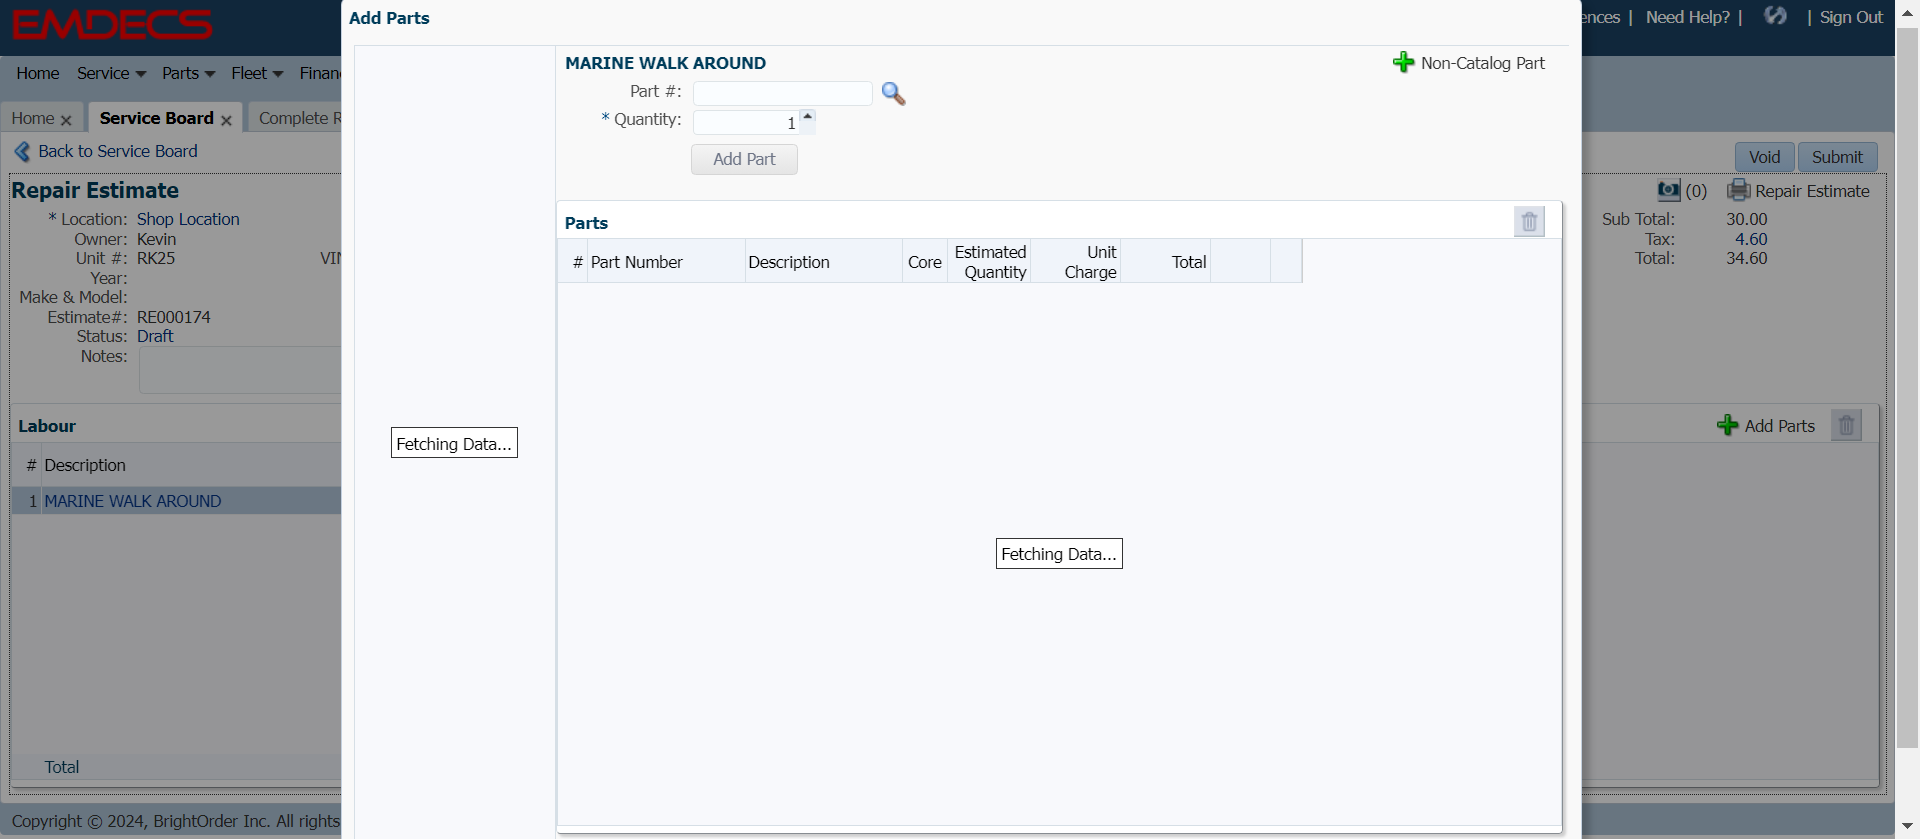 EMDECS
Add Parts
ences | Need Help? | | Sign Out
Home Service Parts Fleet Finan
MARINE WALK AROUND
Non-Catalog Part
Part #:
* Quantity: 1
Add Part
Home × Service Board × Complete R
Back to Service Board
Void Submit
Repair Estimate
(0) Repair Estimate
* Location: Shop Location
Owner: Kevin
Unit #: RK25 VIN
Year:
Make & Model:
Estimate#: RE000174
Status: Draft
Notes:
Sub Total: 30.00
Tax: 4.60
Total: 34.60
Parts
# Part Number Description Core Estimated Quantity Unit Charge Total
Labour
Add Parts
# Description
1 MARINE WALK AROUND
Fetching Data...
Fetching Data...
Total
Copyright © 2024, BrightOrder Inc. All rights